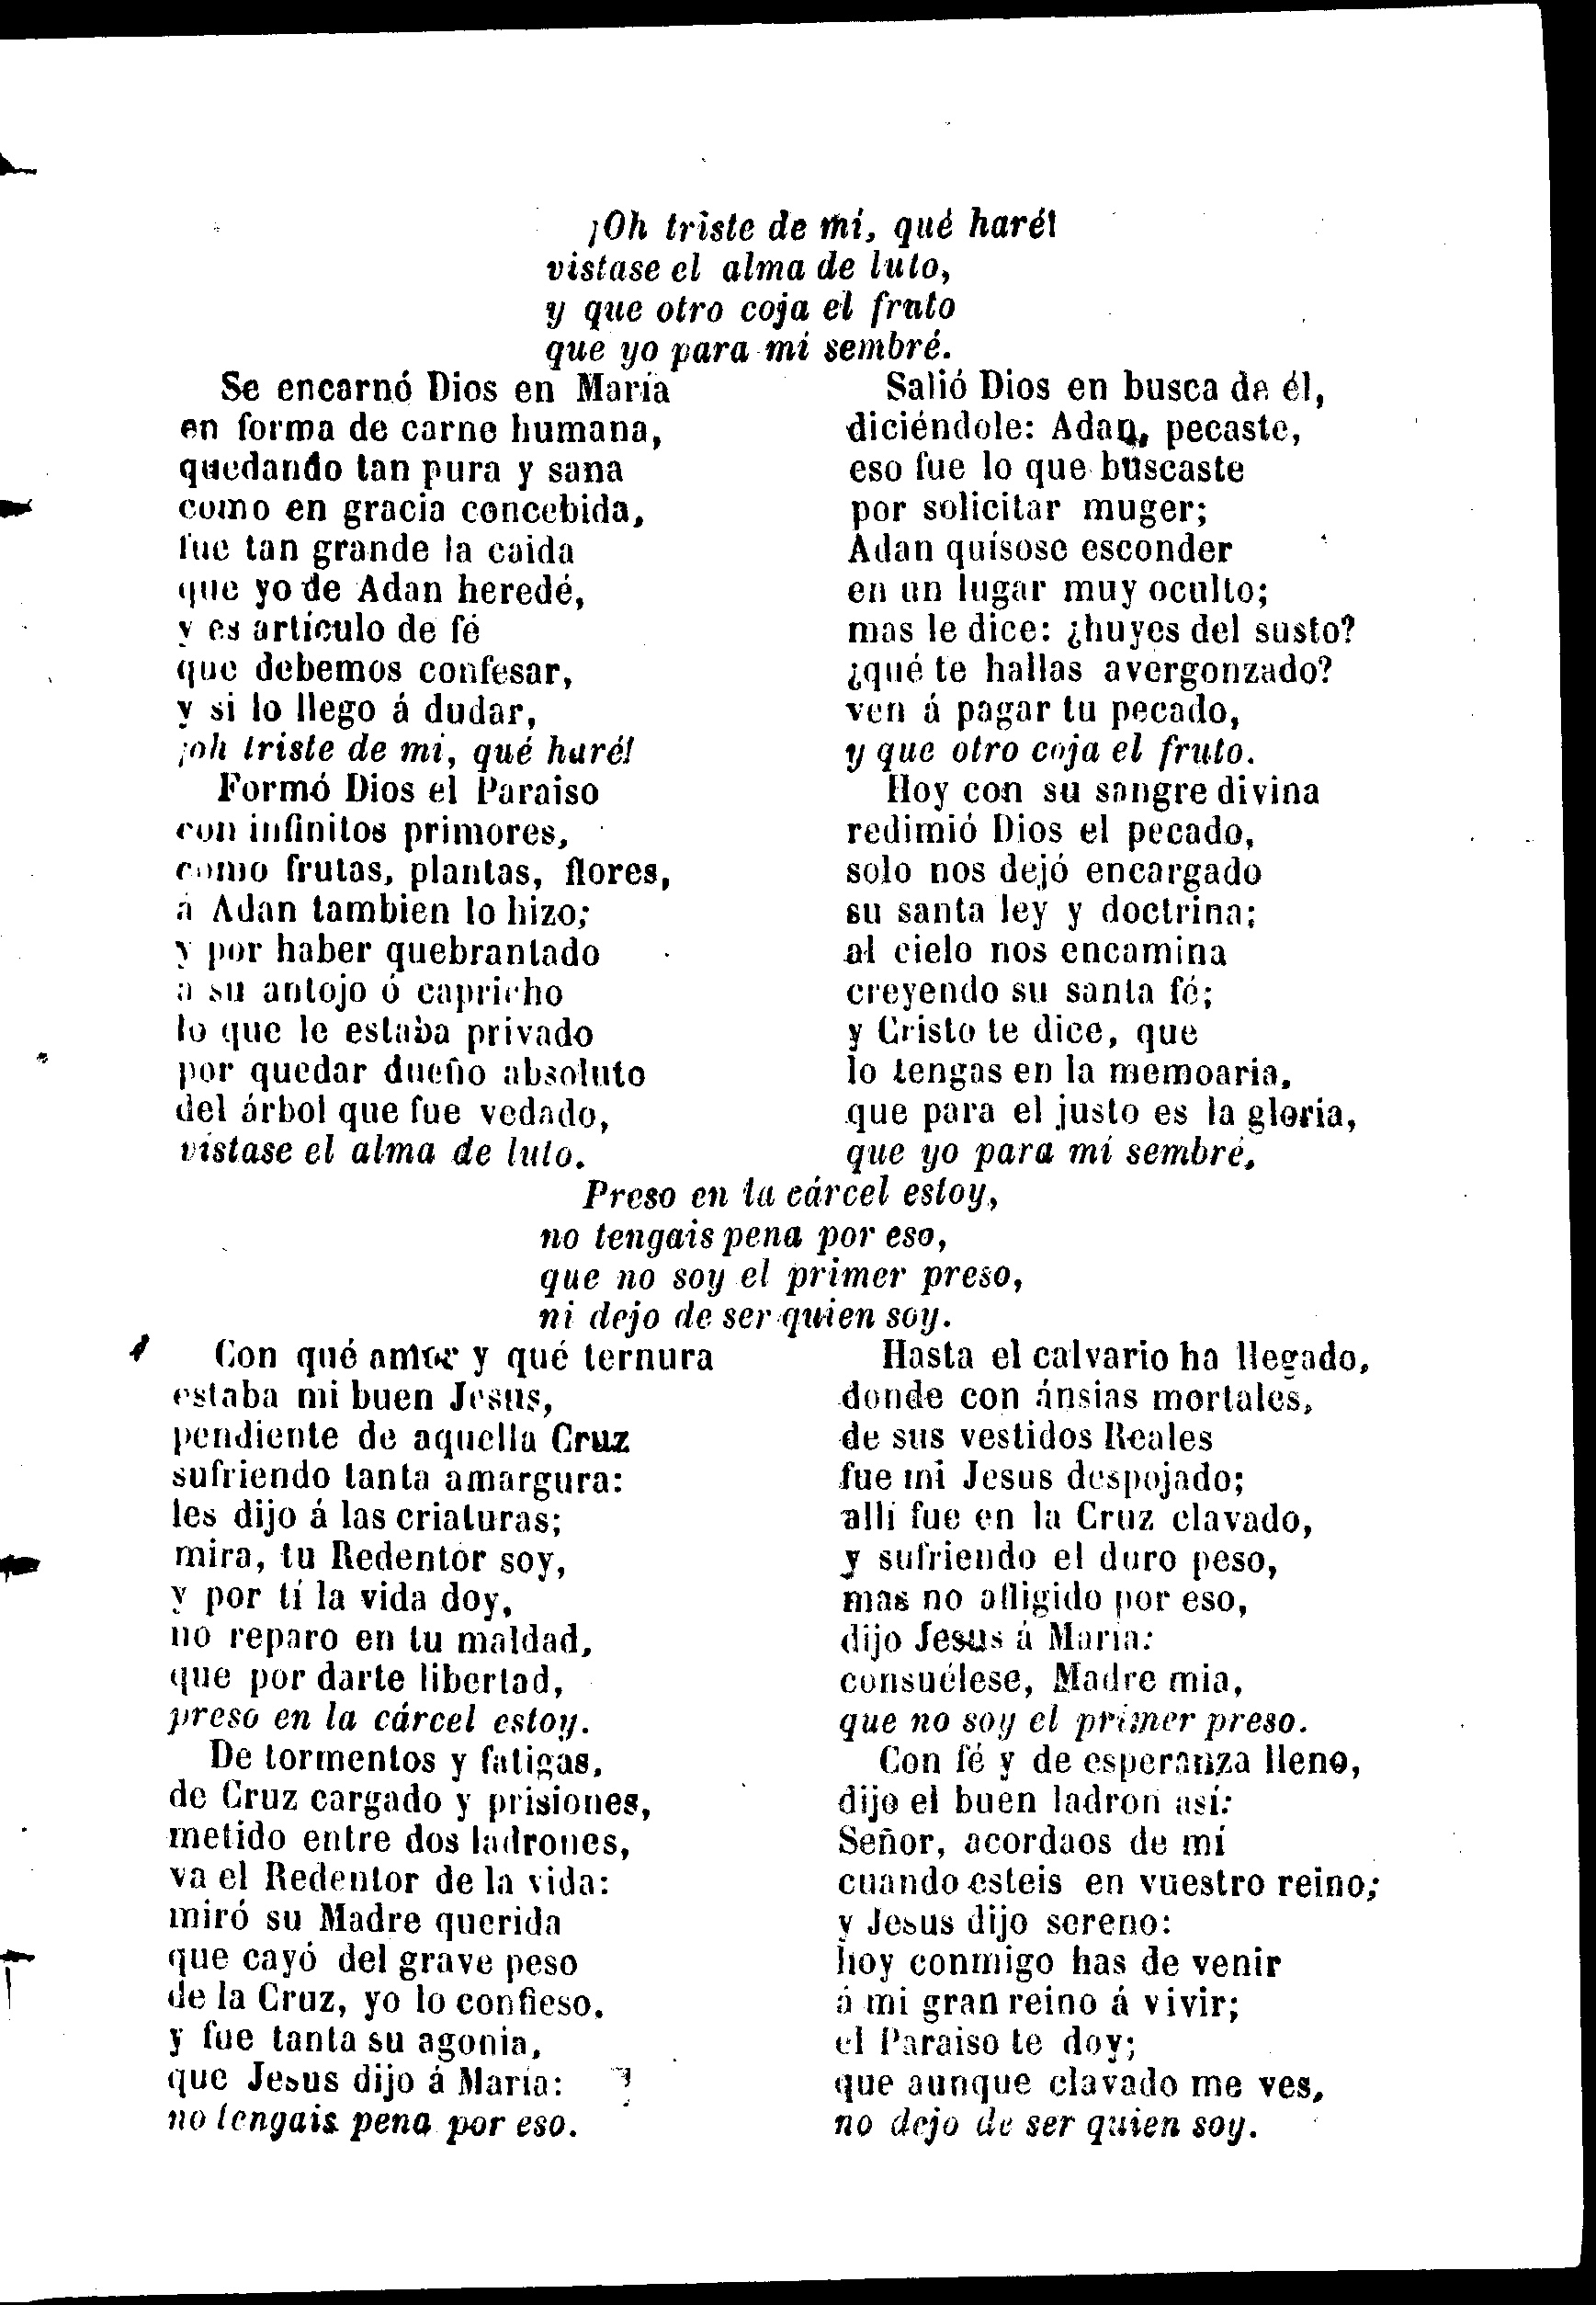 ¡Oh triste de mí, qué haré!
vistase el alma de luto,
y que otro coja el fruto
que yo para mi sembré.
Se encarnó Dios en María
en forma de carne humana,
quedando tan pura y sana
como en gracia concebida,
fue tan grande la caida
que yo de Adan heredé,
y es artículo de fé
que debemos confesar,
y si lo llego á dudar,
¡oh triste de mi, qué haré!
Formó Dios el Paraiso
con infinitos primores,
como frutas, plantas, flores,
á Adan tambien lo hizo;
y por haber quebrantado
a su antojo ó capricho
lo que le estaba privado
por quedar dueño absoluto
del árbol que fue vedado,
vístase el alma de luto.
Salió Dios en busca de él,
diciéndole: Adan, pecaste,
eso fue lo que buscaste
por solicitar muger;
Adan quísose esconder
en un lugar muy oculto;
mas le dice: ¿huyes del susto?
¿qué te hallas avergonzado?
ven á pagar tu pecado,
y que otro coja el fruto.
Hoy con su sangre divina
redimió Dios el pecado,
solo nos dejó encargado
su santa ley y doctrina;
al cielo nos encamina
creyendo su santa fé;
y Cristo te dice, que
lo tengas en la memoaria,
que para el justo es la gloria,
que yo para mí sembré.
Preso en la cárcel estoy,
no tengais pena por eso,
que no soy el primer preso,
ni dejo de ser quien soy.
Con qué amor y qué ternura
estaba mi buen Jesus,
pendiente de aquella Cruz
sufriendo tanta amargura:
les dijo á las criaturas;
mira, tu Redentor soy,
y por tí la vida doy,
no reparo en tu maldad,
que por darte libertad,
preso en la cárcel estoy.
De tormentos y fatigas,
de Cruz cargado y prisiones,
metido entre dos ladrones,
va el Redentor de la vida:
miró su Madre querida
que cayó del grave peso
de la Cruz, yo lo confieso,
y fue tanta su agonia,
que Jesus dijo á María:
no tengais pena por eso.
Hasta el calvario ha llegado,
donde con ánsias mortales,
de sus vestidos Reales
fue mi Jesus despojado;
alli fue en la Cruz clavado,
y sufriendo el duro peso,
mas no afligido por eso,
dijo Jesus á Maria:
consuélese, Madre mia,
que no soy el primer preso.
Con fé y de esperanza lleno,
dijo el buen ladron así:
Señor, acordaos de mí
cuando esteis en vuestro reino;
y Jesus dijo sereno:
hoy conmigo has de venir
á mi gran reino á vivir;
el Paraiso te doy;
que aunque clavado me ves,
no dejo de ser quien soy.